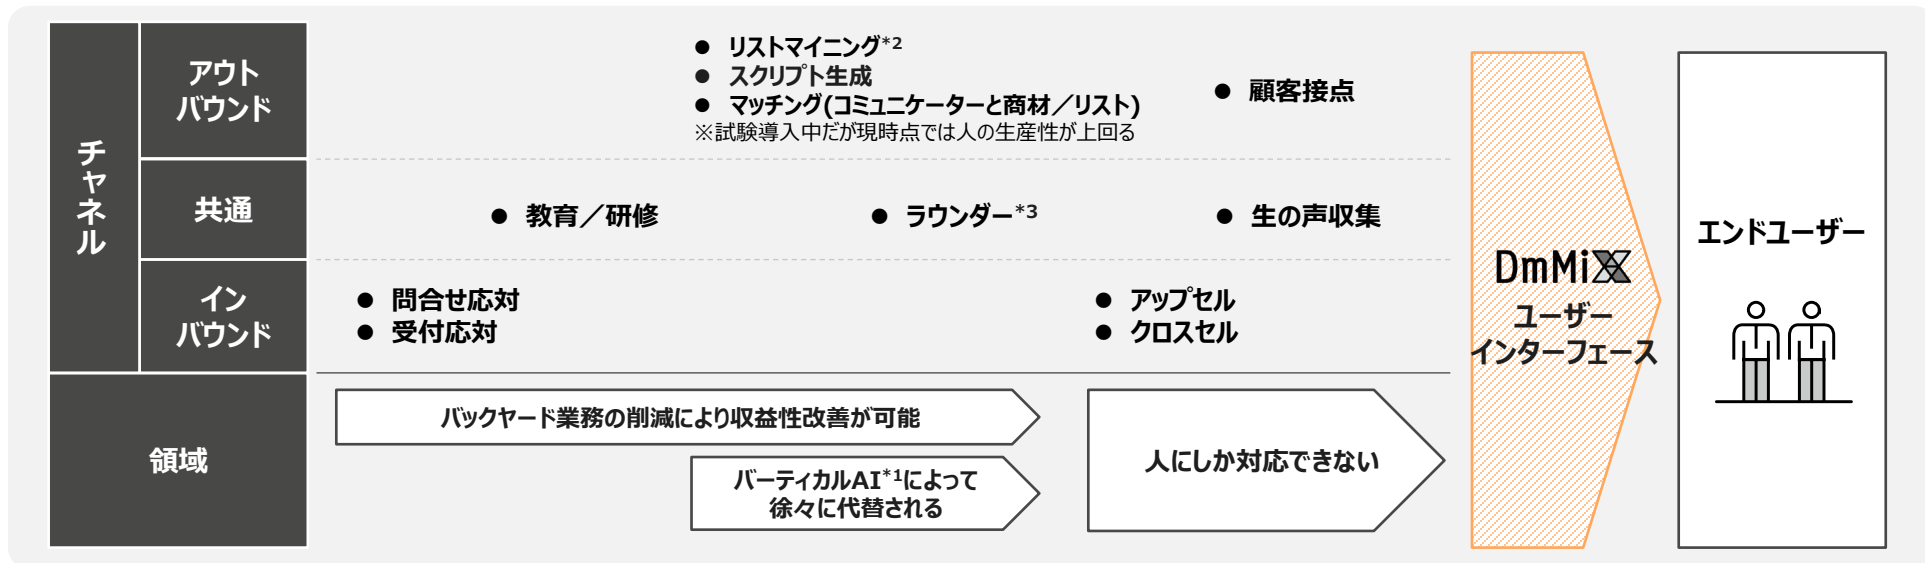 チャネル
アウト
バウンド
● リストマイニング*2
● スクリプト生成
● マッチング(コミュニケーターと商材／リスト)
※試験導入中だが現時点では人の生産性が上回る
● 顧客接点
共通
● 教育／研修
● ラウンダー*3
● 生の声収集
イン
バウンド
● 問合せ応対
● 受付応対
● アップセル
● クロスセル
領域
バックヤード業務の削減により収益性改善が可能
バーティカルAI*1によって
徐々に代替される
人にしか対応できない
DmMiX
ユーザー
インターフェース
エンドユーザー